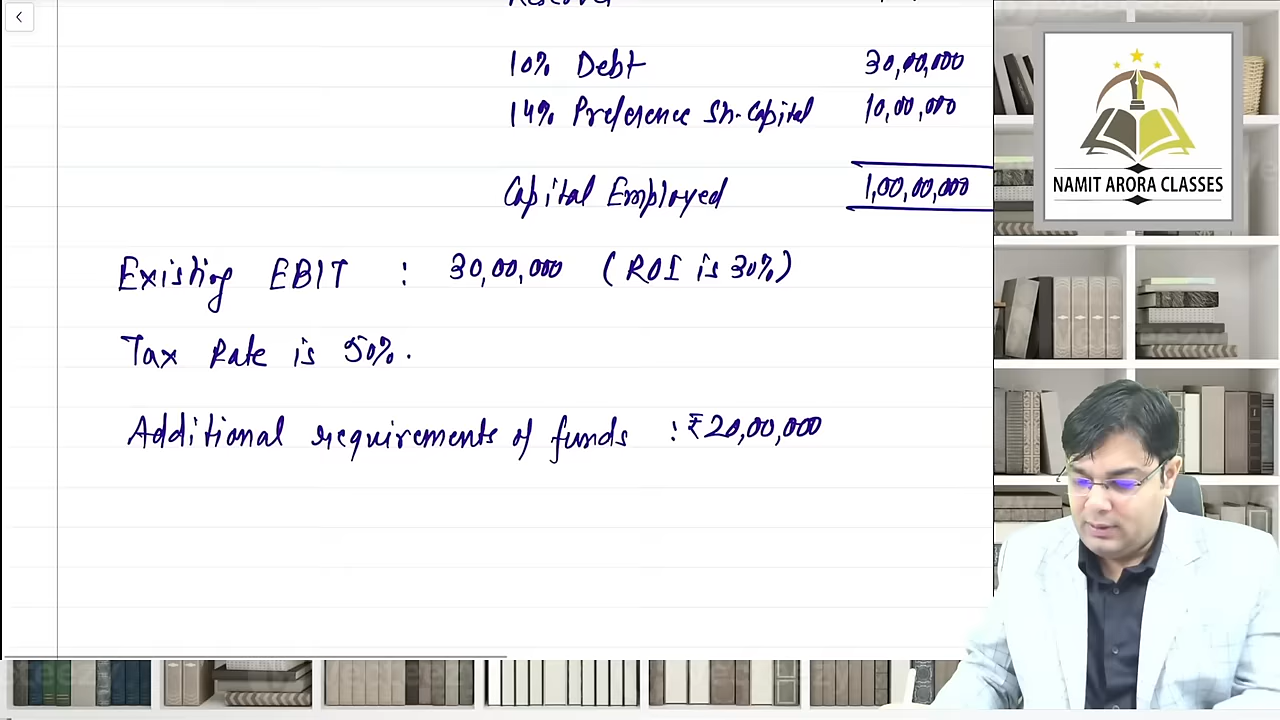 10% Debt 30,00,000
14% Preference Sh. Capital 10,00,000
Capital Employed 1,00,00,000
Existing EBIT : 30,00,000 (ROI is 30%)
Tax Rate is 50%.
Additional requirements of funds : ₹20,00,000
NAMIT ARORA CLASSES